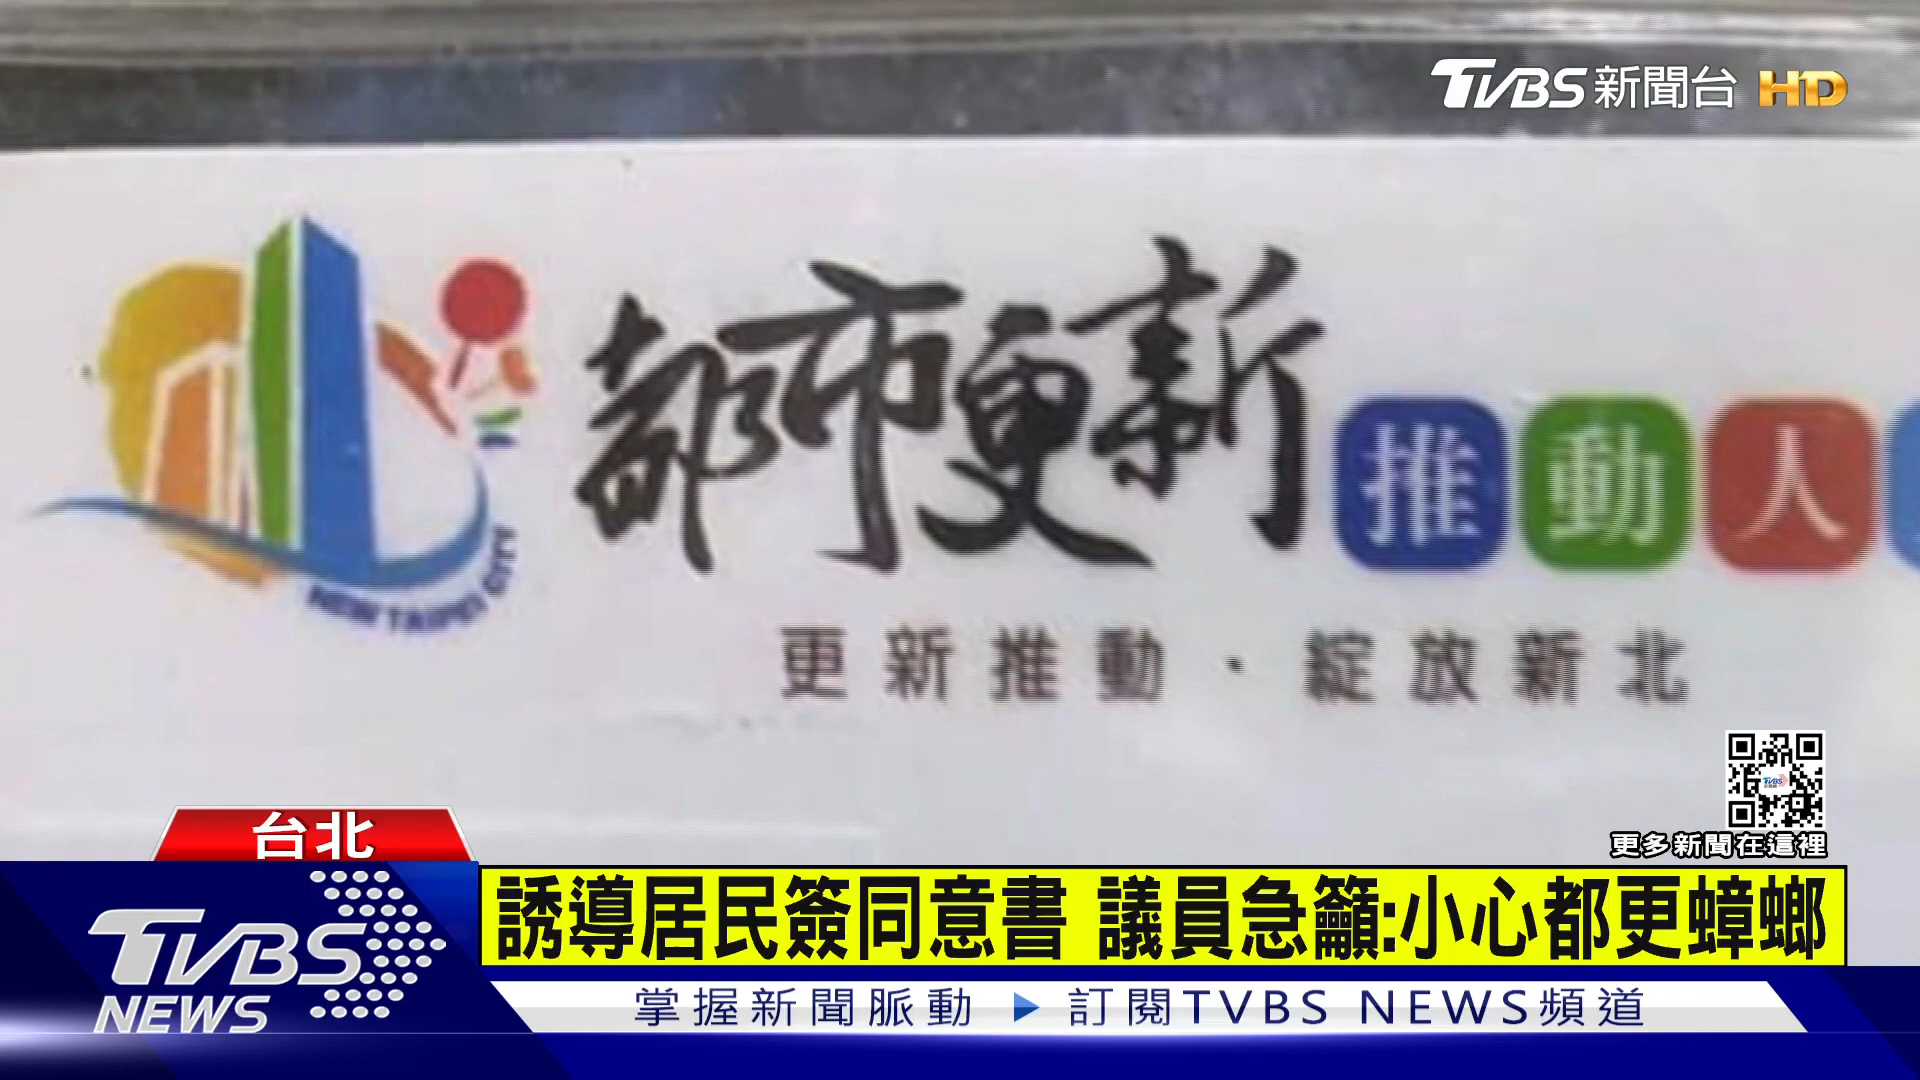 TVBS新聞台 HD
都市更新推動人
更新推動・綻放新北
NEW TAIPEI CITY
更多新聞在這裡
台北
誘導居民簽同意書 議員急籲:小心都更蟑螂
TVBS NEWS
掌握新聞脈動 ▶ 訂閱TVBS NEWS頻道